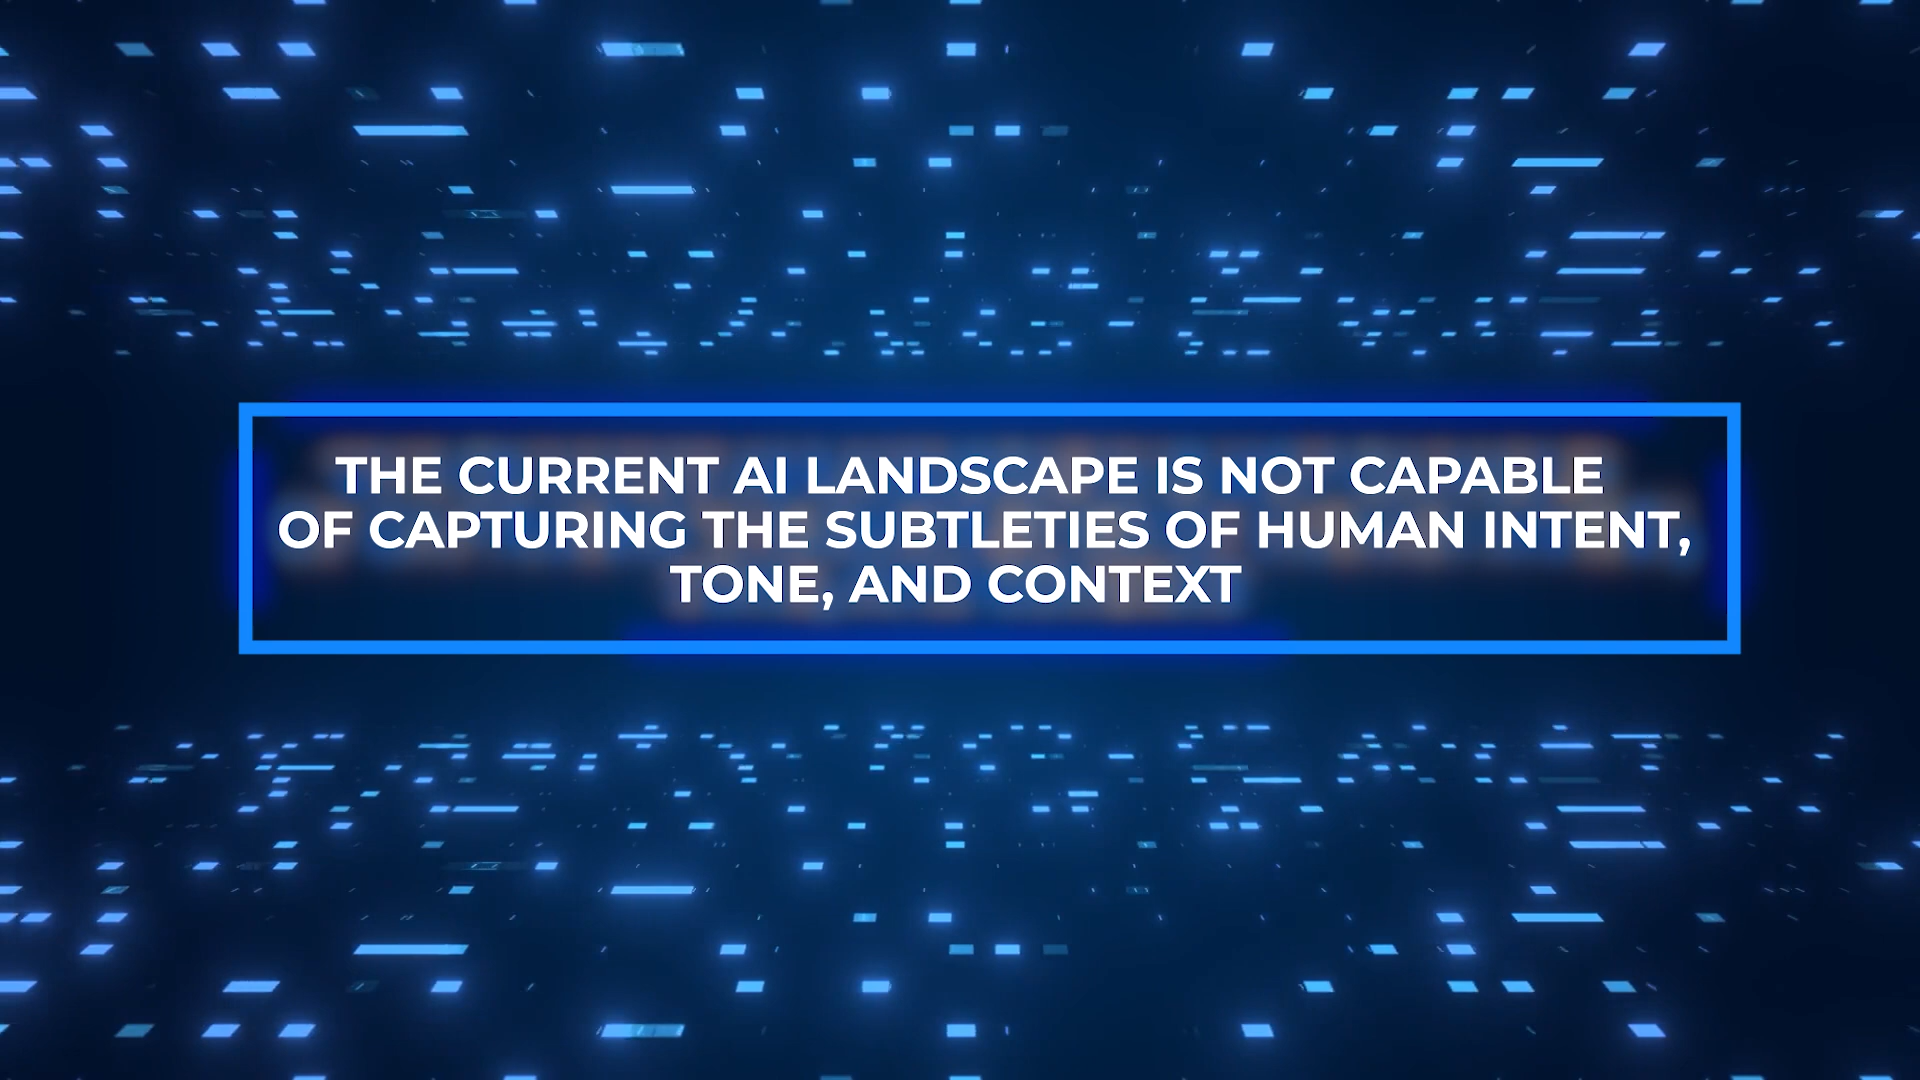 THE CURRENT AI LANDSCAPE IS NOT CAPABLE
OF CAPTURING THE SUBTLETIES OF HUMAN INTENT,
TONE, AND CONTEXT